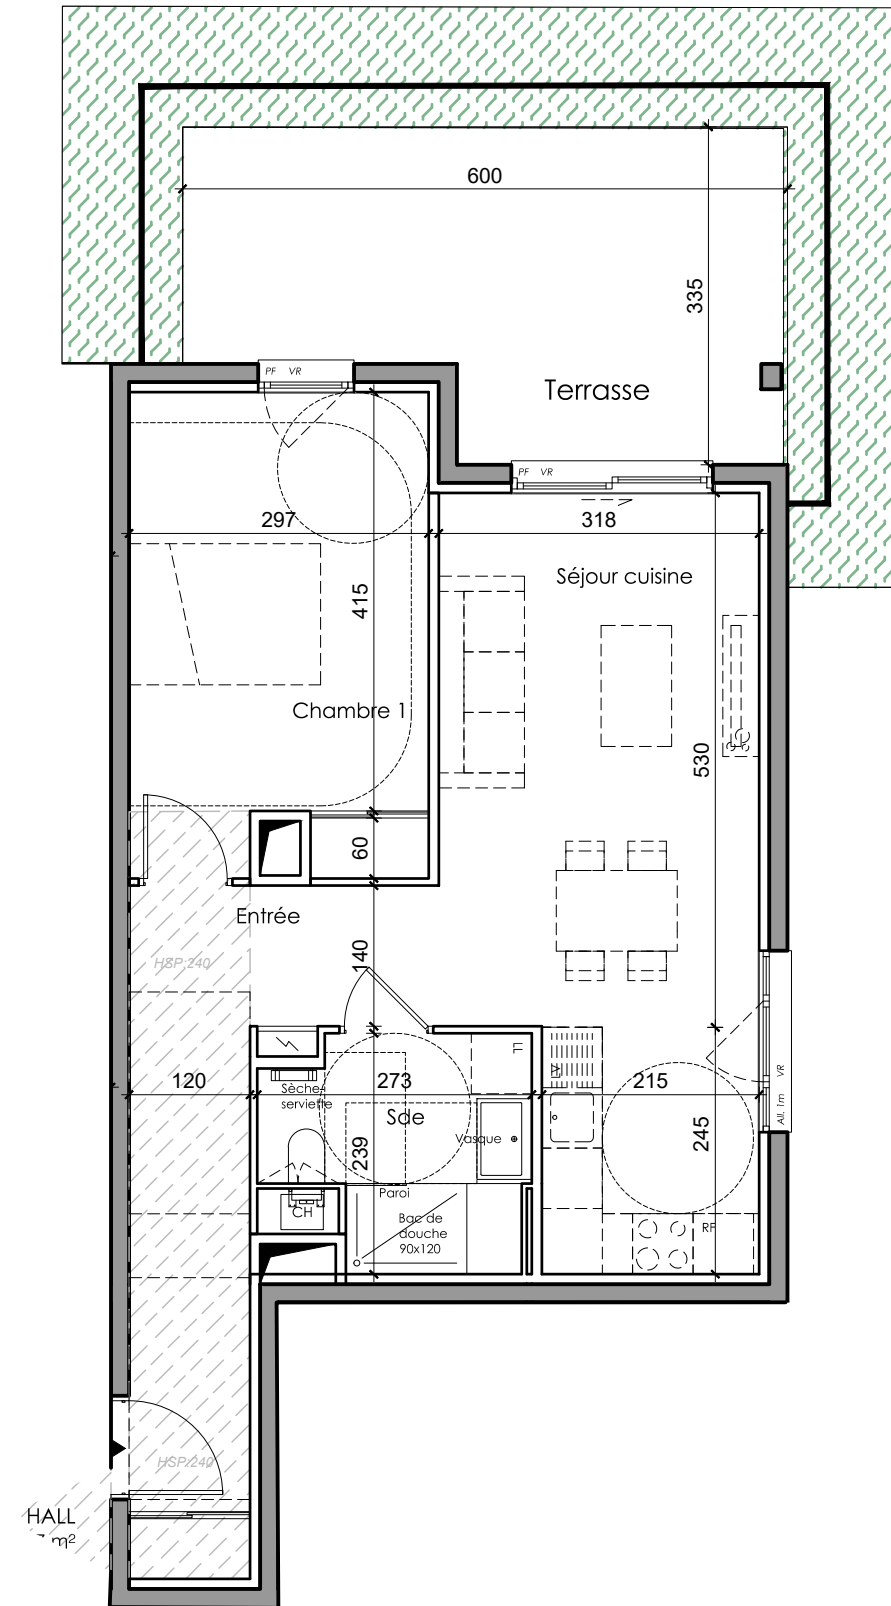 600
335
PF VR
Terrasse
PF VR
297
318
Séjour cuisine
415
Chambre 1
530
60
Entrée
140
HSP:240
LL
LV
120
273
215
Sèche-
serviette
Sde
All. 1m VR
239
Vasque
245
Paroi
CH
Bac de
douche
90x120
RF
HSP:240
HALL
m²